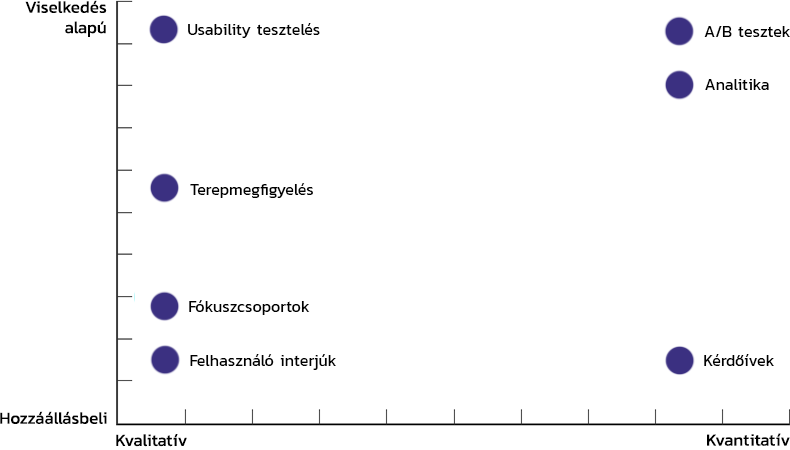 Viselkedés
alapú
Usability tesztelés
A/B tesztek
Analitika
Terepmegfigyelés
Fókuszcsoportok
Felhasználó interjúk
Kérdőívek
Hozzáállásbeli
Kvalitatív
Kvantitatív